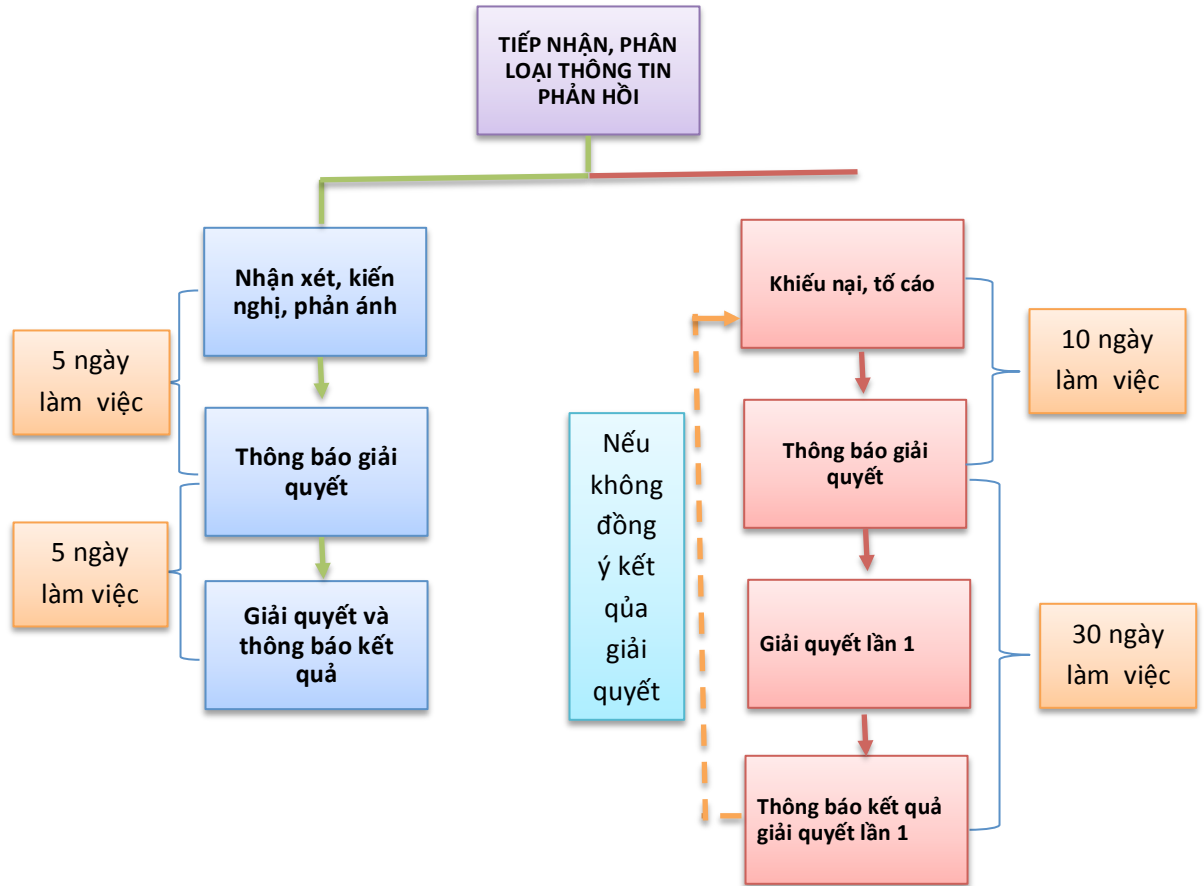 TIẾP NHẬN, PHÂN
LOẠI THÔNG TIN
PHẢN HỒI
Nhận xét, kiến
nghị, phản ánh
5 ngày
làm việc
Thông báo giải
quyết
5 ngày
làm việc
Giải quyết và
thông báo kết
quả
Nếu
không
đồng
ý kết
qủa
giải
quyết
Khiếu nại, tố cáo
10 ngày
làm việc
Thông báo giải
quyết
Giải quyết lần 1
30 ngày
làm việc
Thông báo kết quả
giải quyết lần 1